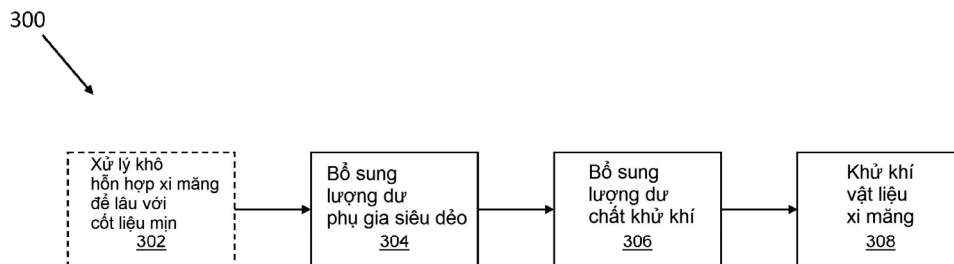 300
Xử lý khô
hỗn hợp xi măng
để lâu với
cốt liệu mịn
302
Bổ sung
lượng dư
phụ gia siêu dẻo
304
Bổ sung
lượng dư
chất khử khí
306
Khử khí
vật liệu
xi măng
308